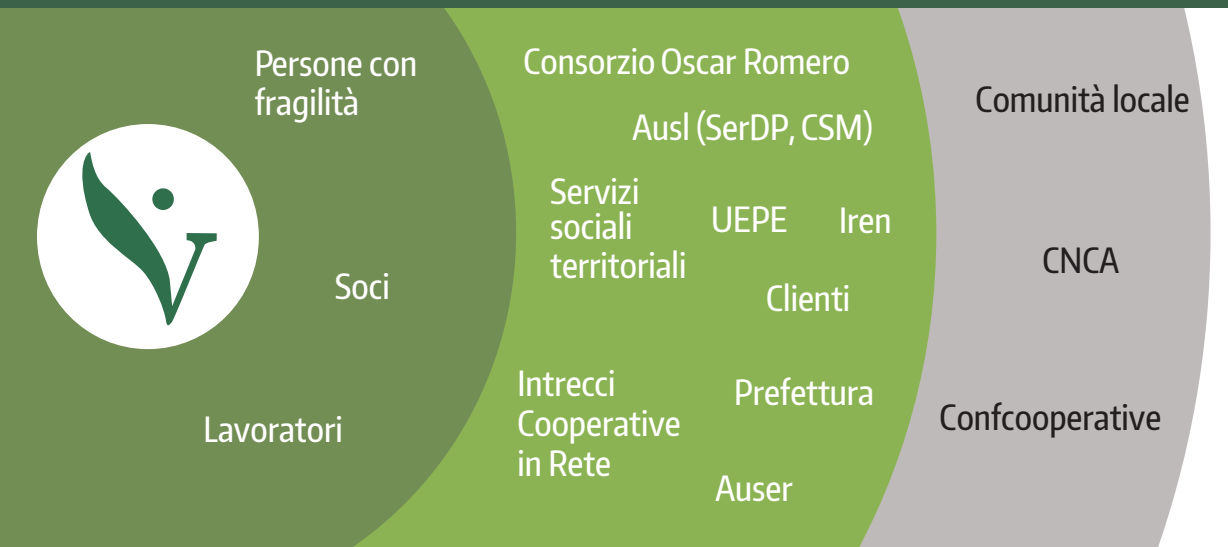 Persone con
fragilità
Soci
Lavoratori
Consorzio Oscar Romero
Ausl (SerDP, CSM)
Servizi
sociali
territoriali
UEPE
Iren
Clienti
Intrecci
Cooperative
in Rete
Prefettura
Auser
Comunità locale
CNCA
Confcooperative